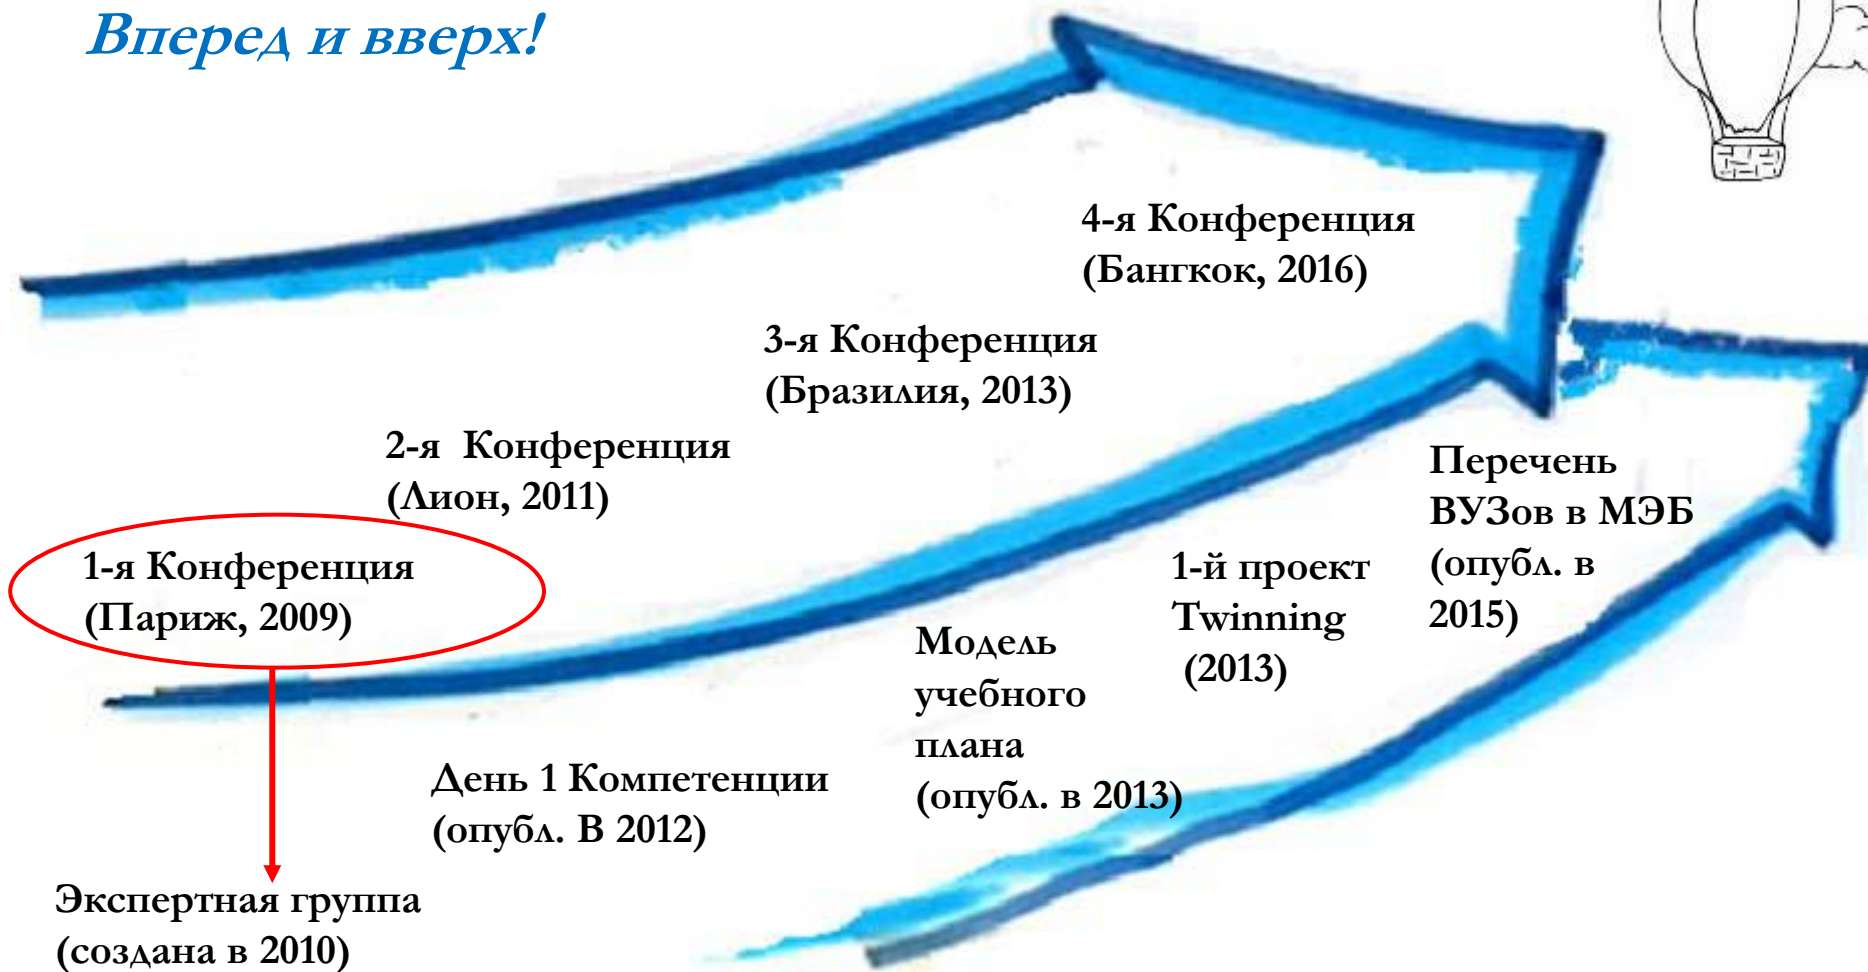 Вперед и вверх!
4-я Конференция
(Бангкок, 2016)
3-я Конференция
(Бразилия, 2013)
2-я  Конференция
(Лион, 2011)
1-я Конференция
(Париж, 2009)
Перечень
ВУЗов в МЭБ
(опубл. в
2015)
1-й проект
Twinning
(2013)
Модель
учебного
плана
(опубл. в 2013)
День 1 Компетенции
(опубл. В 2012)
Экспертная группа
(создана в 2010)